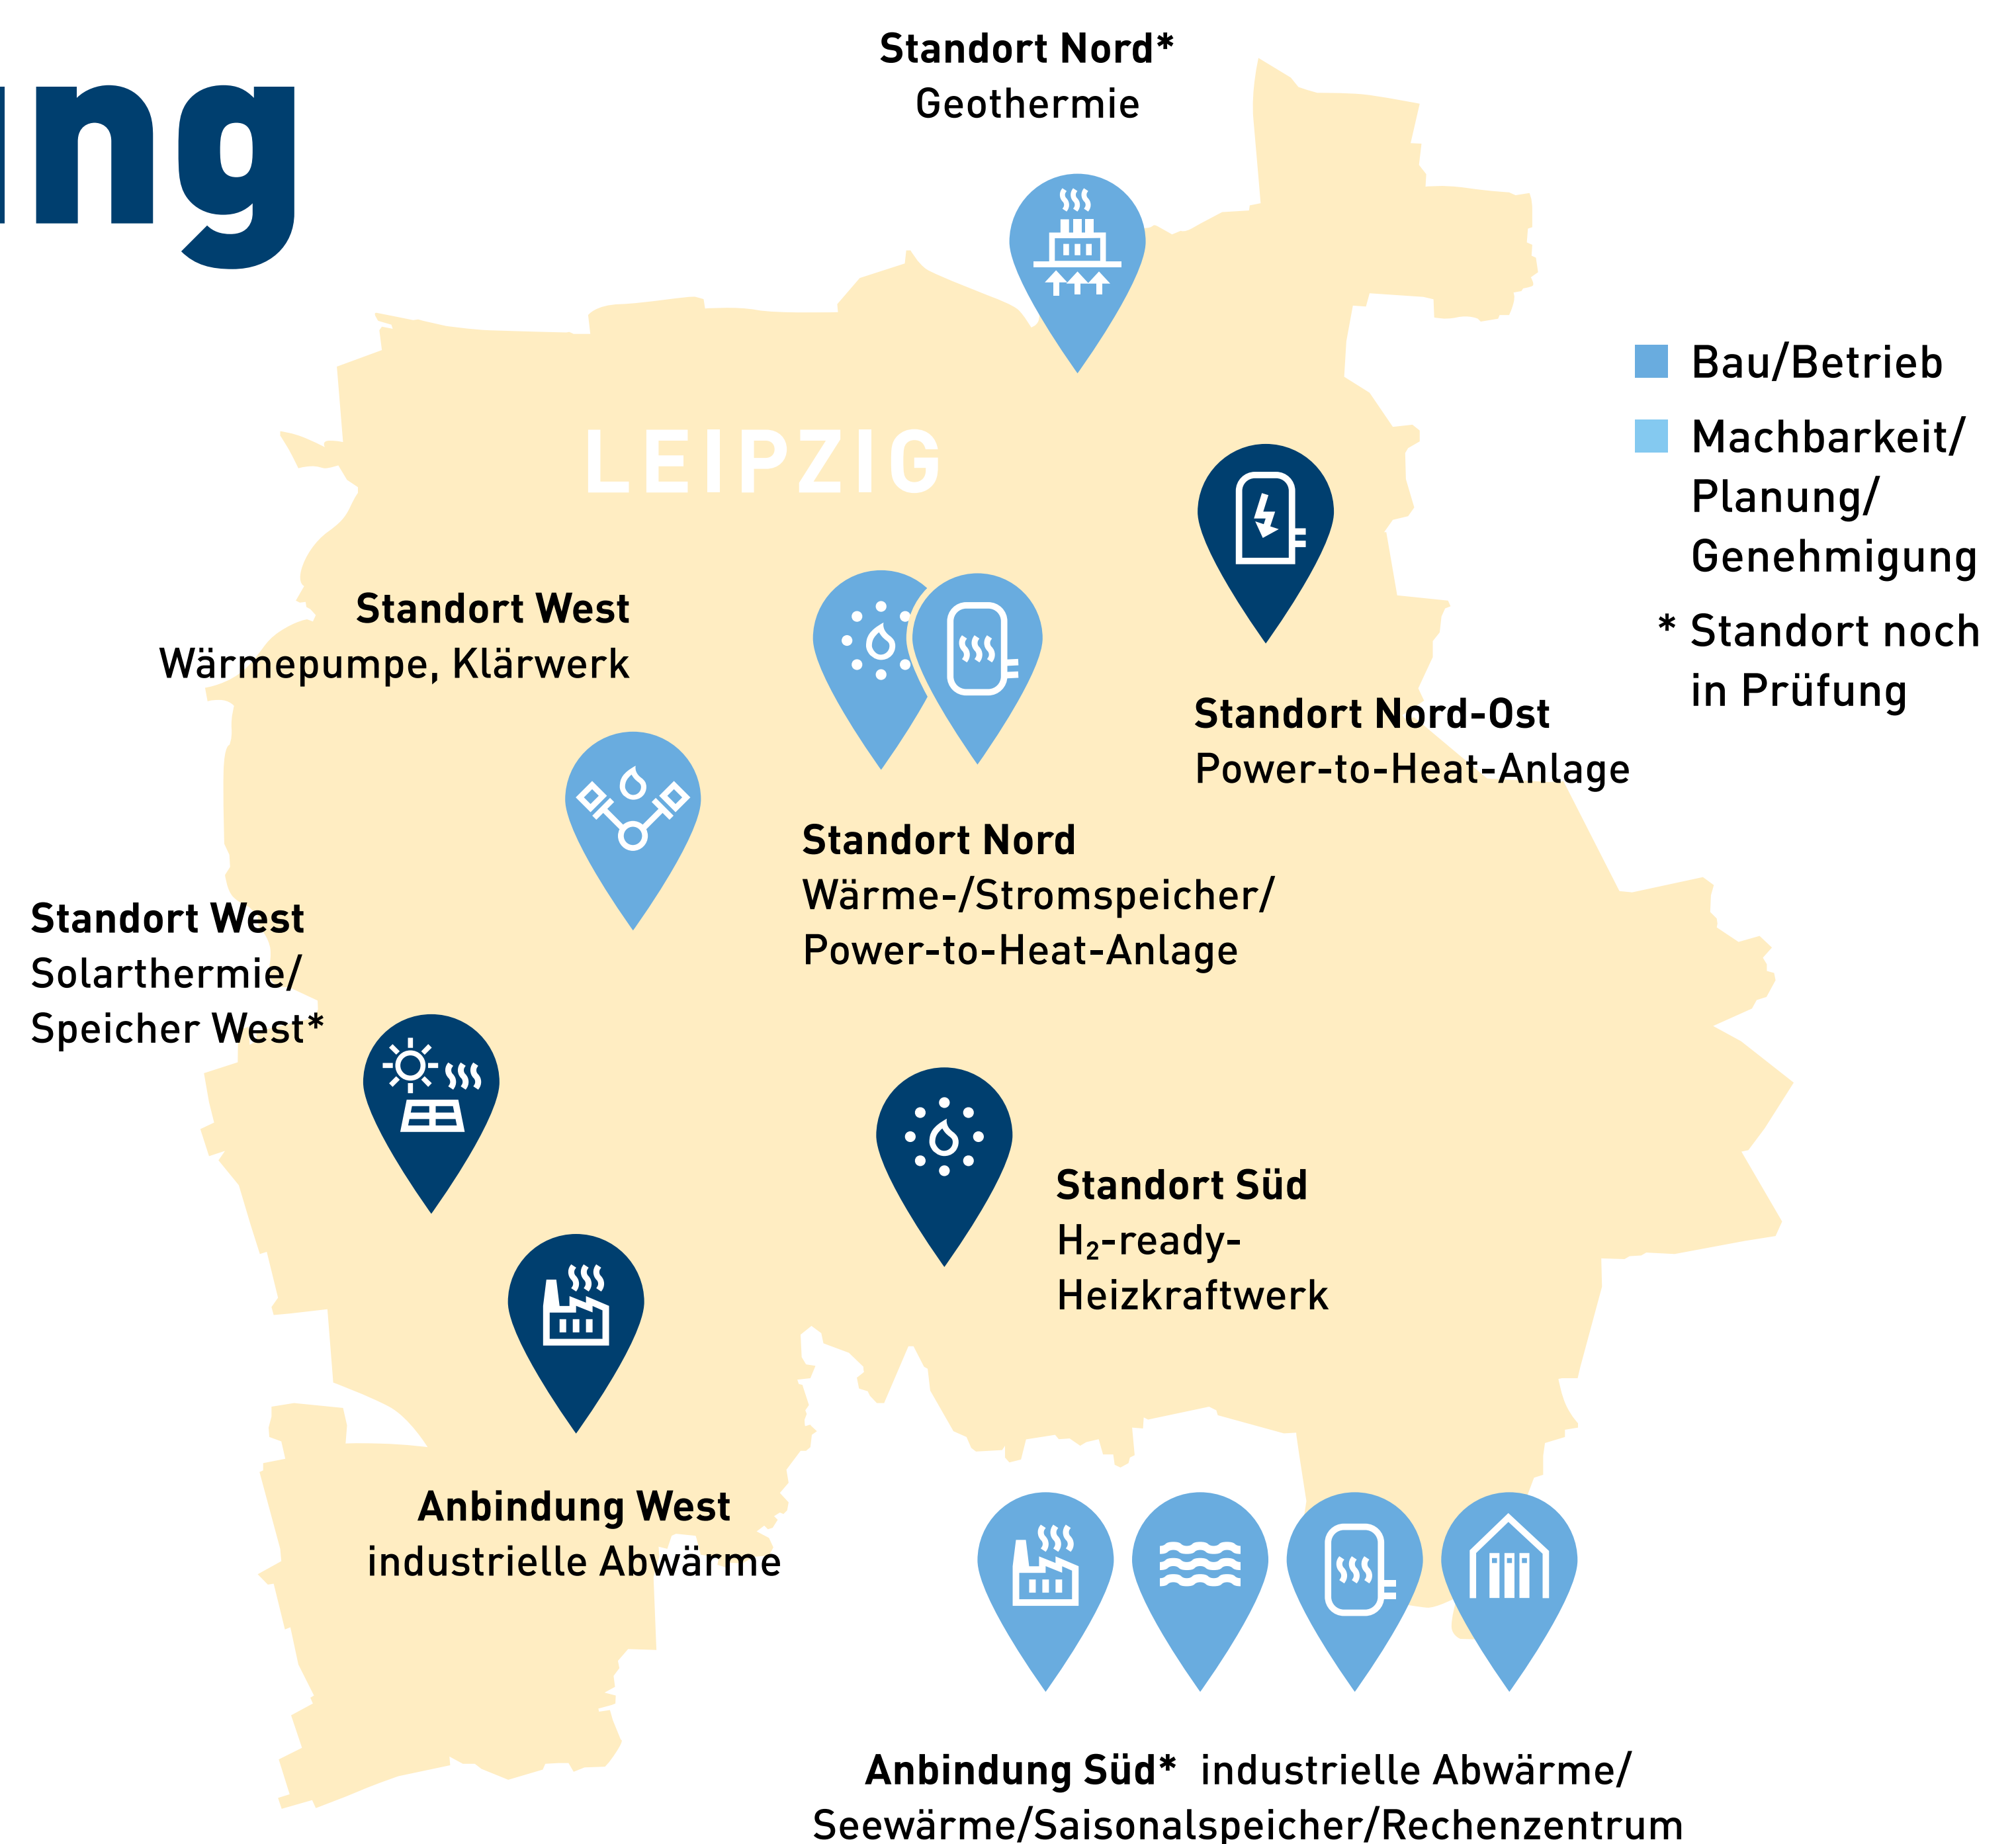 ung
Standort Nord*
Geothermie
LEIPZIG
Bau/Betrieb
Machbarkeit/
Planung/
Genehmigung
* Standort noch
in Prüfung
Standort West
Wärmepumpe, Klärwerk
Standort Nord-Ost
Power-to-Heat-Anlage
Standort Nord
Wärme-/Stromspeicher/
Power-to-Heat-Anlage
Standort West
Solarthermie/
Speicher West*
Standort Süd
H₂-ready-
Heizkraftwerk
Anbindung West
industrielle Abwärme
Anbindung Süd* industrielle Abwärme/
Seewärme/Saisonalspeicher/Rechenzentrum